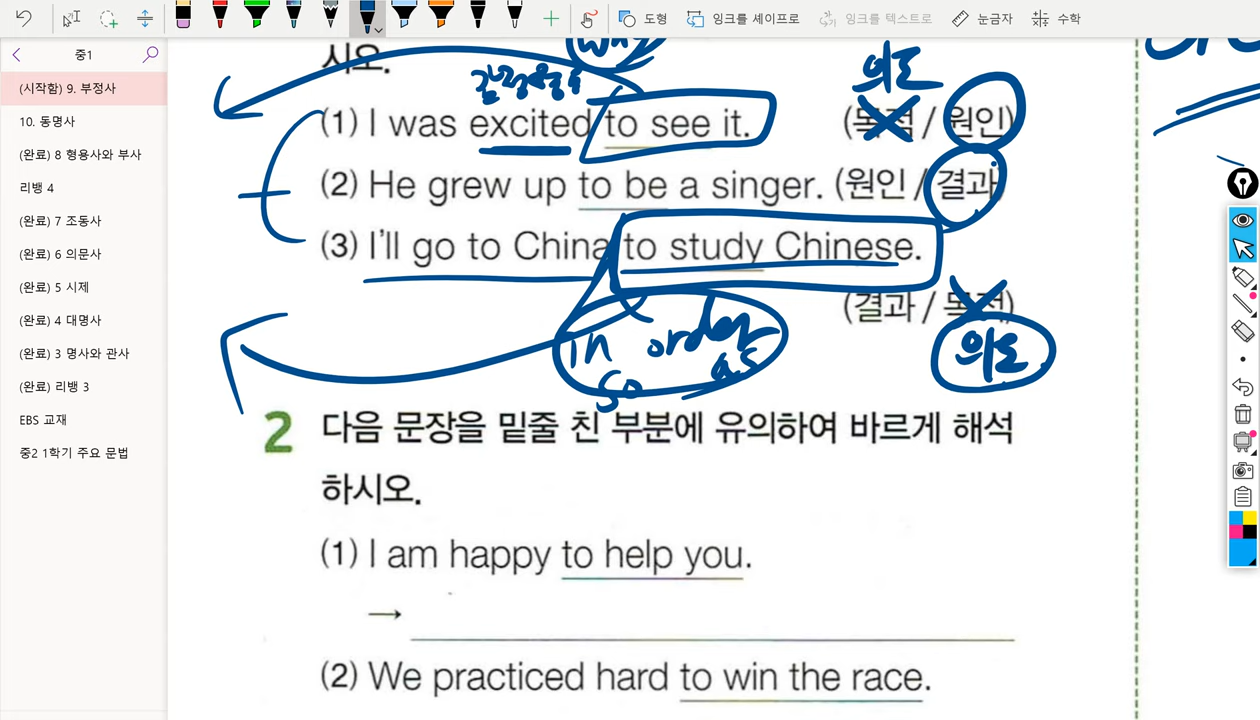 도형
잉크를 셰이프로
잉크를 텍스트로
눈금자
수학
중1
(시작함) 9. 부정사
10. 동명사
(완료) 8 형용사와 부사
리뱅 4
(완료) 7 조동사
(완료) 6 의문사
(완료) 5 시제
(완료) 4 대명사
(완료) 3 명사와 관사
(완료) 리뱅 3
EBS 교재
중2 1학기 주요 문법
시오.
why
의도
(1) I was excited to see it. (목적 / 원인)
(2) He grew up to be a singer. (원인 / 결과)
(3) I'll go to China to study Chinese.
(결과 / 목적)
in order
so as
의도
2 다음 문장을 밑줄 친 부분에 유의하여 바르게 해석
하시오.
(1) I am happy to help you.
→
(2) We practiced hard to win the race.